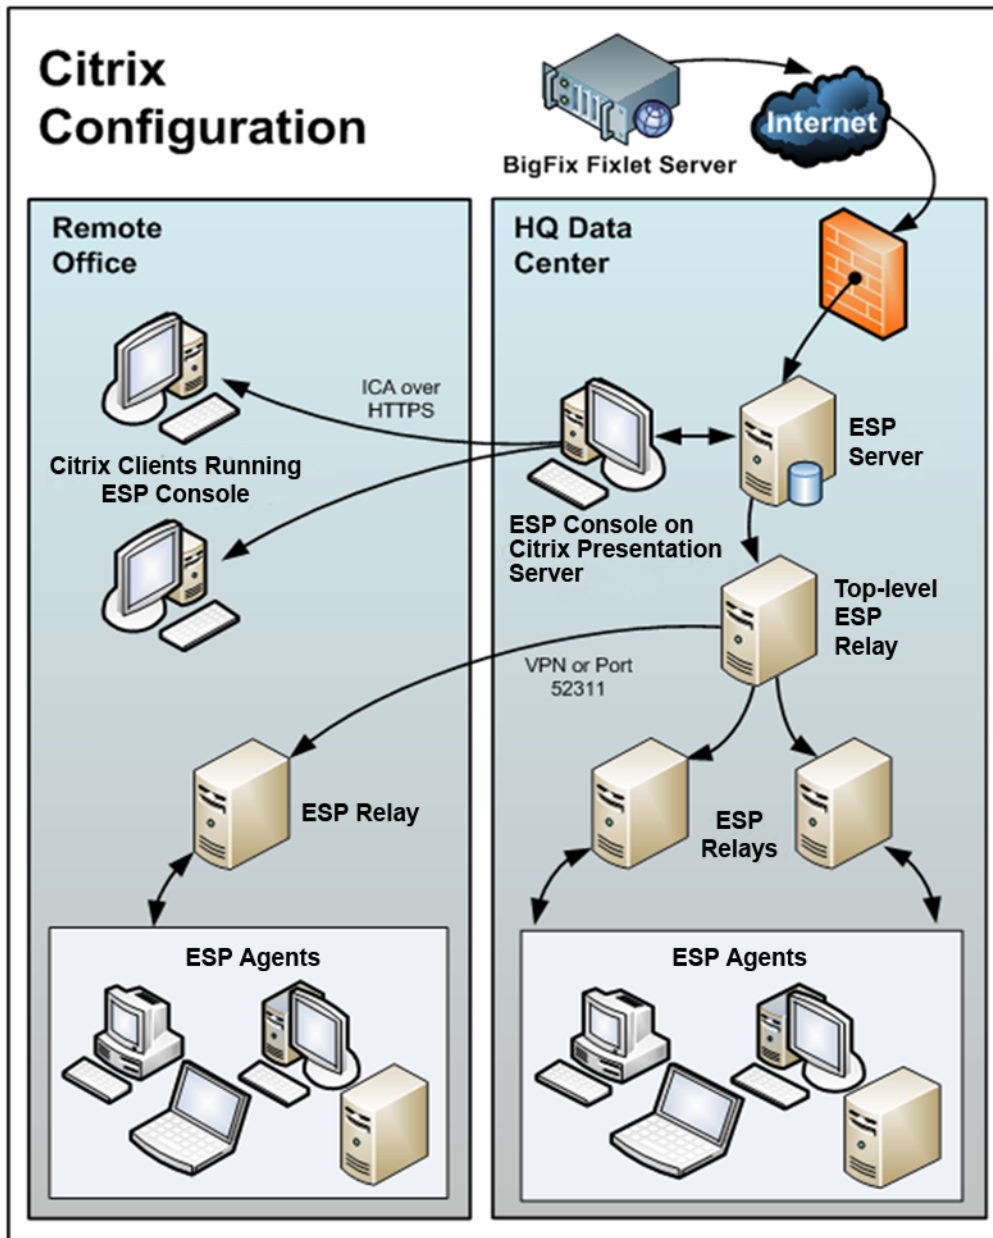 Citrix
Configuration
BigFix Fixlet Server
Internet
Remote
Office
HQ Data
Center
ICA over
HTTPS
Citrix Clients Running
ESP Console
ESP
Server
ESP Console on
Citrix Presentation
Server
Top-level
ESP
Relay
VPN or Port
52311
ESP Relay
ESP
Relays
ESP Agents
ESP Agents